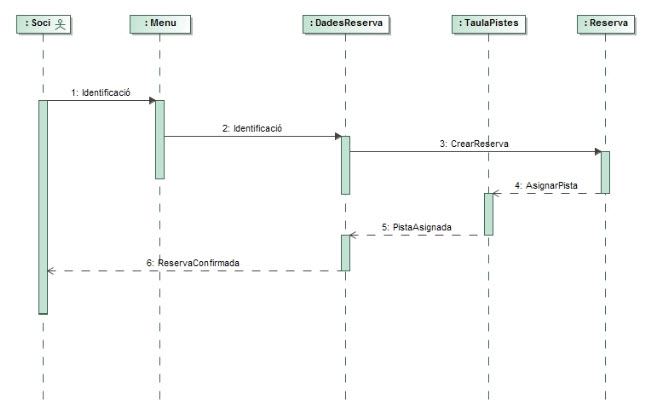 : Soci
: Menu
: DadesReserva
: TaulaPistes
: Reserva
1: Identificació
2: Identificació
3: CrearReserva
4: AsignarPista
5: PistaAsignada
6: ReservaConfirmada